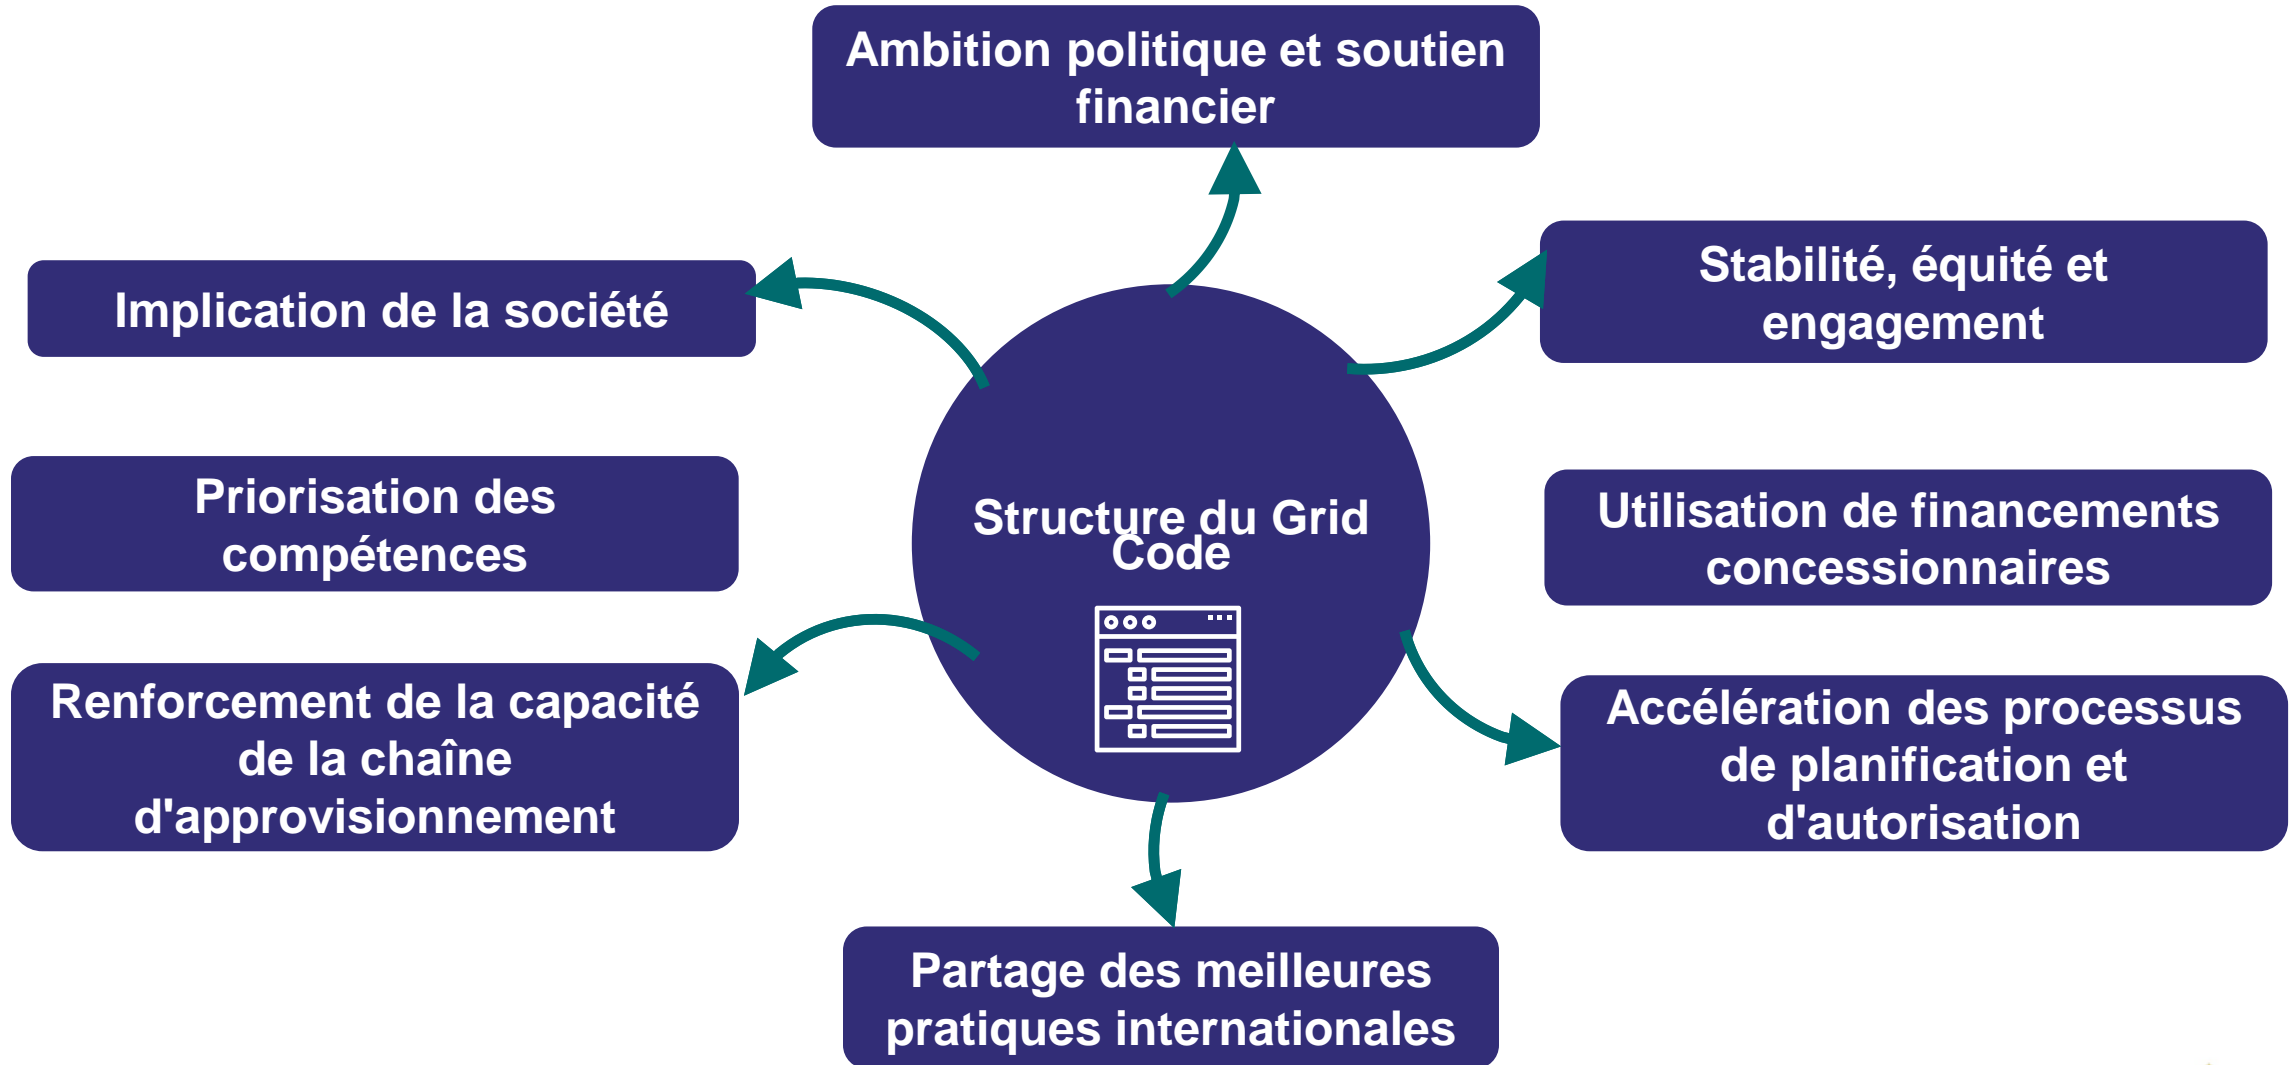 Ambition politique et soutien
financier
Stabilité, équité et
engagement
Implication de la société
Priorisation des
compétences
Structure du Grid
Code
Utilisation de financements
concessionnaires
Renforcement de la capacité
de la chaîne
d'approvisionnement
Accélération des processus
de planification et
d'autorisation
Partage des meilleures
pratiques internationales